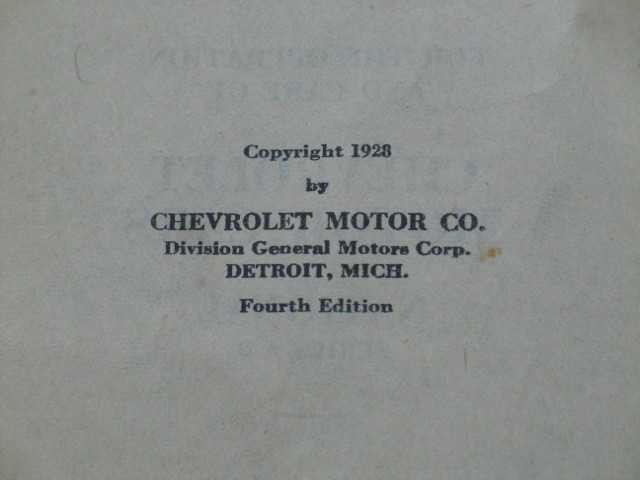 Copyright 1928
by
CHEVROLET MOTOR CO.
Division General Motors Corp.
DETROIT, MICH.
Fourth Edition